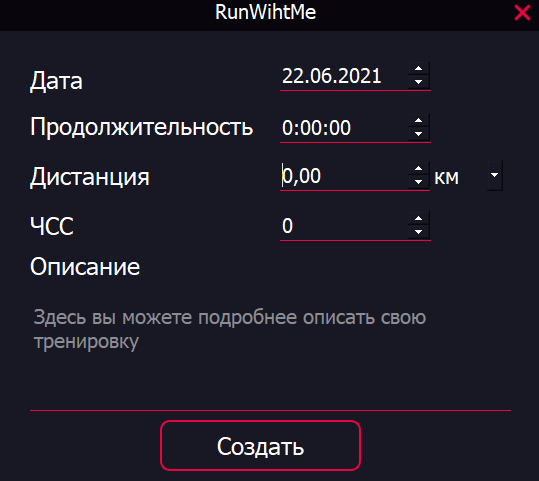 RunWihtMe
Дата 22.06.2021
Продолжительность 0:00:00
Дистанция 0,00 км
ЧСС 0
Описание
Здесь вы можете подробнее описать свою
тренировку
Создать